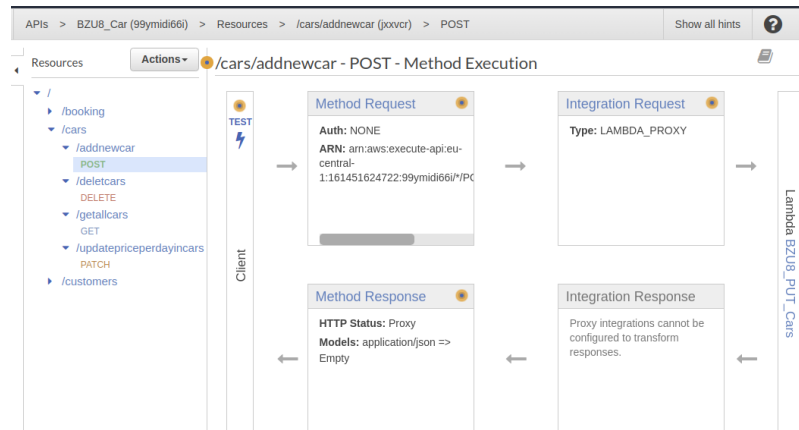 APIs > BZU8_Car (99ymidi66i) > Resources > /cars/addnewcar (jxxvcr) > POST
Show all hints
?
Resources
Actions
/cars/addnewcar - POST - Method Execution
/
/booking
/cars
/addnewcar
POST
/deletcars
DELETE
/getallcars
GET
/updatepriceperdayincars
PATCH
/customers
TEST
Client
Method Request
Auth: NONE
ARN: arn:aws:execute-api:eu-
central-
1:161451624722:99ymidi66i/*/PO
Integration Request
Type: LAMBDA_PROXY
Method Response
HTTP Status: Proxy
Models: application/json =>
Empty
Integration Response
Proxy integrations cannot be
configured to transform
responses.
Lambda BZU8_PUT_Cars